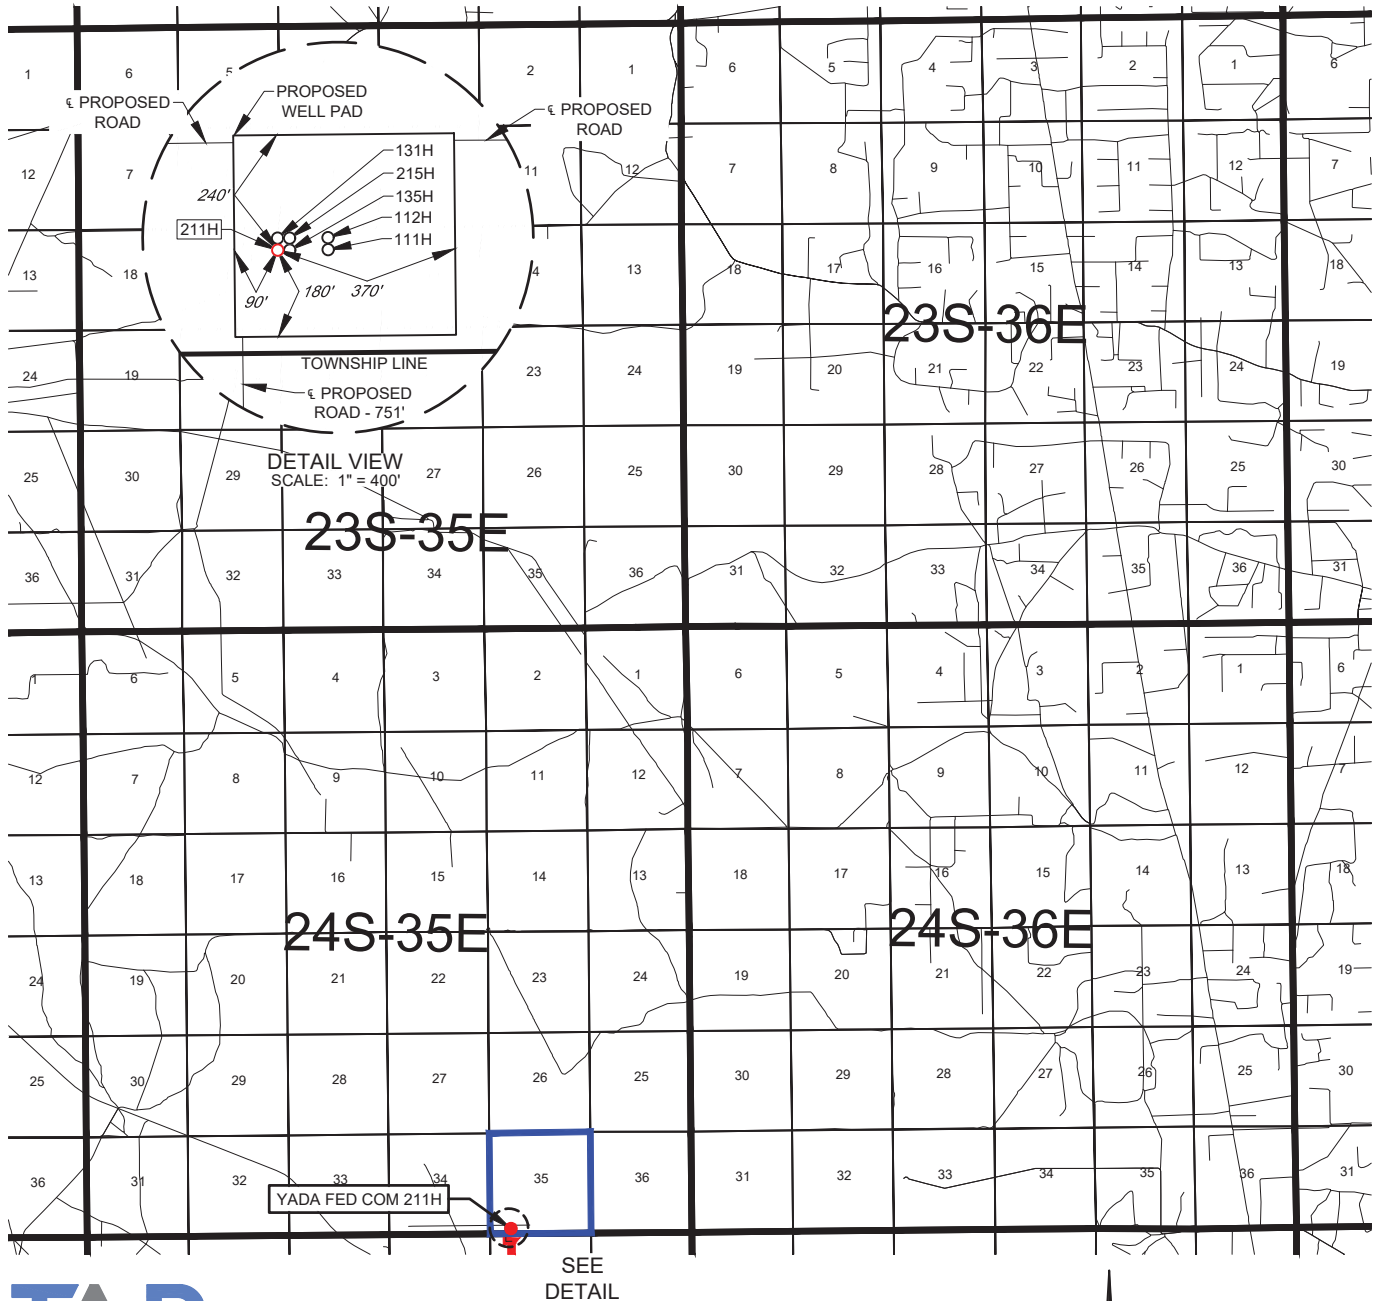 1 6 5 2 1 6 5 4 3 2 1 6
℄ PROPOSED
ROAD
PROPOSED
WELL PAD
℄ PROPOSED
ROAD
131H
215H
135H
112H
111H
211H
240'
90'
180'
370'
12 7 11 12 7 8 9 10 11 12 7
13 18 4 13 18 17 16 15 14 13 18
23S-36E
TOWNSHIP LINE
℄ PROPOSED
ROAD - 751'
24 19 23 24 19 20 21 22 23 24 19
DETAIL VIEW
SCALE: 1" = 400'
25 30 29 27 26 25 30 29 28 27 26 25 30
23S-35E
36 31 32 33 34 35 36 31 32 33 34 35 36 31
1 6 5 4 3 2 1 6 5 4 3 2 1 6
12 7 8 9 10 11 12 7 8 9 10 11 12 7
13 18 17 16 15 14 13 18 17 16 15 14 13 18
24S-35E
24S-36E
24 19 20 21 22 23 24 19 20 21 22 23 24 19
25 30 29 28 27 26 25 30 29 28 27 26 25 30
36 31 32 33 34 35 36 31 32 33 34 35 36 31
YADA FED COM 211H
SEE
DETAIL